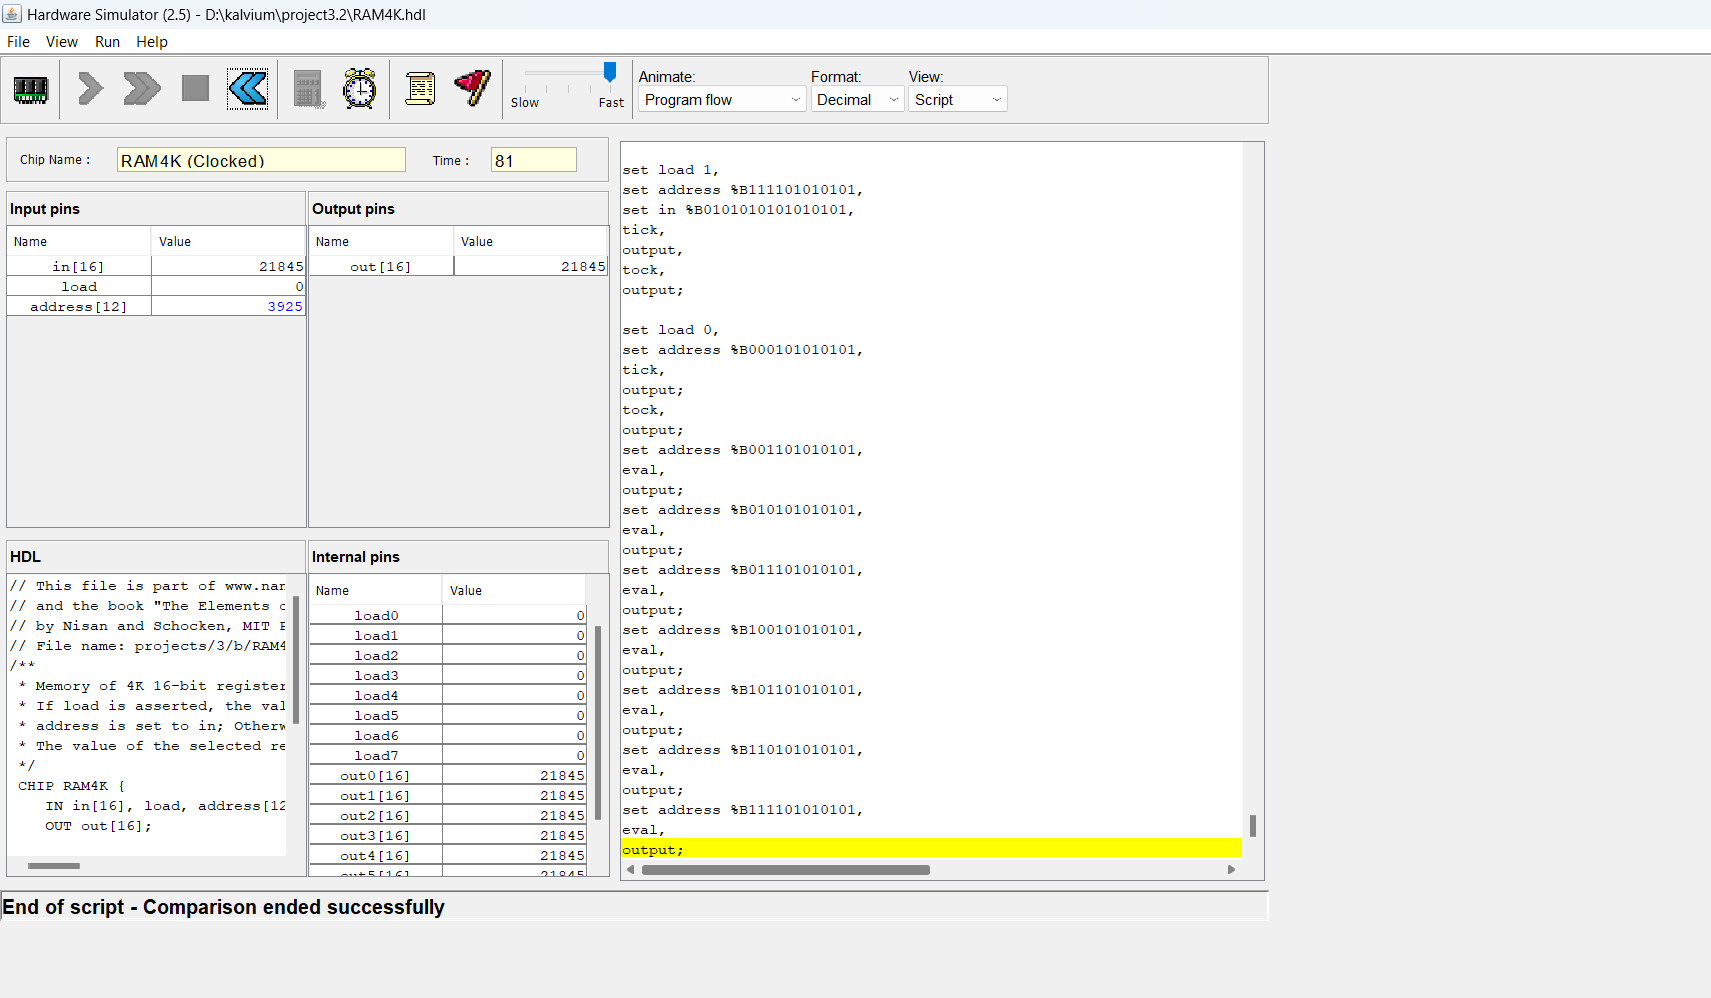 Hardware Simulator (2.5) - D:\kalvium\project3.2\RAM4K.hdl
File View Run Help
Slow Fast
Animate: Format: View:
Program flow Decimal Script
Chip Name : RAM4K (Clocked) Time : 81
Input pins
Name Value
in[16] 21845
load 0
address[12] 3925
Output pins
Name Value
out[16] 21845
HDL
// This file is part of www.nan
// and the book "The Elements o
// by Nisan and Schocken, MIT P
// File name: projects/3/b/RAM4
/**
* Memory of 4K 16-bit register
* If load is asserted, the val
* address is set to in; Otherw
* The value of the selected re
*/
CHIP RAM4K {
IN in[16], load, address[12
OUT out[16];
Internal pins
Name Value
load0 0
load1 0
load2 0
load3 0
load4 0
load5 0
load6 0
load7 0
out0[16] 21845
out1[16] 21845
out2[16] 21845
out3[16] 21845
out4[16] 21845
out5[16] 21845
set load 1,
set address %B111101010101,
set in %B0101010101010101,
tick,
output,
tock,
output;
set load 0,
set address %B000101010101,
tick,
output;
tock,
output;
set address %B001101010101,
eval,
output;
set address %B010101010101,
eval,
output;
set address %B011101010101,
eval,
output;
set address %B100101010101,
eval,
output;
set address %B101101010101,
eval,
output;
set address %B110101010101,
eval,
output;
set address %B111101010101,
eval,
output;
End of script - Comparison ended successfully